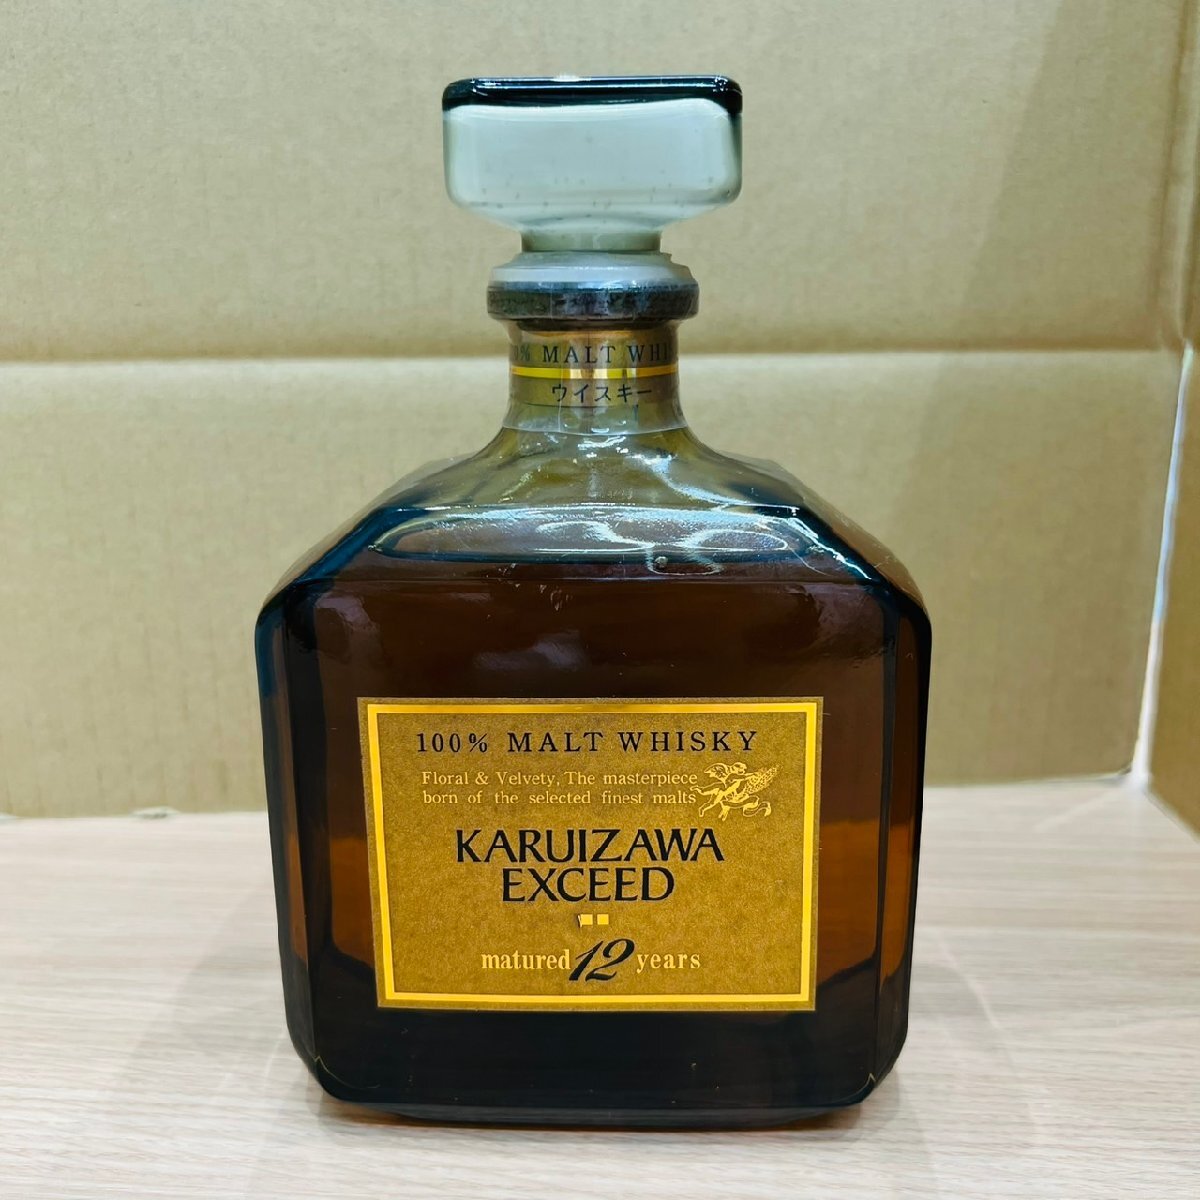 % MALT WHI
ウイスキー
100% MALT WHISKY
Floral & Velvety, The masterpiece
born of the selected finest malts
KARUIZAWA
EXCEED
matured 12 years